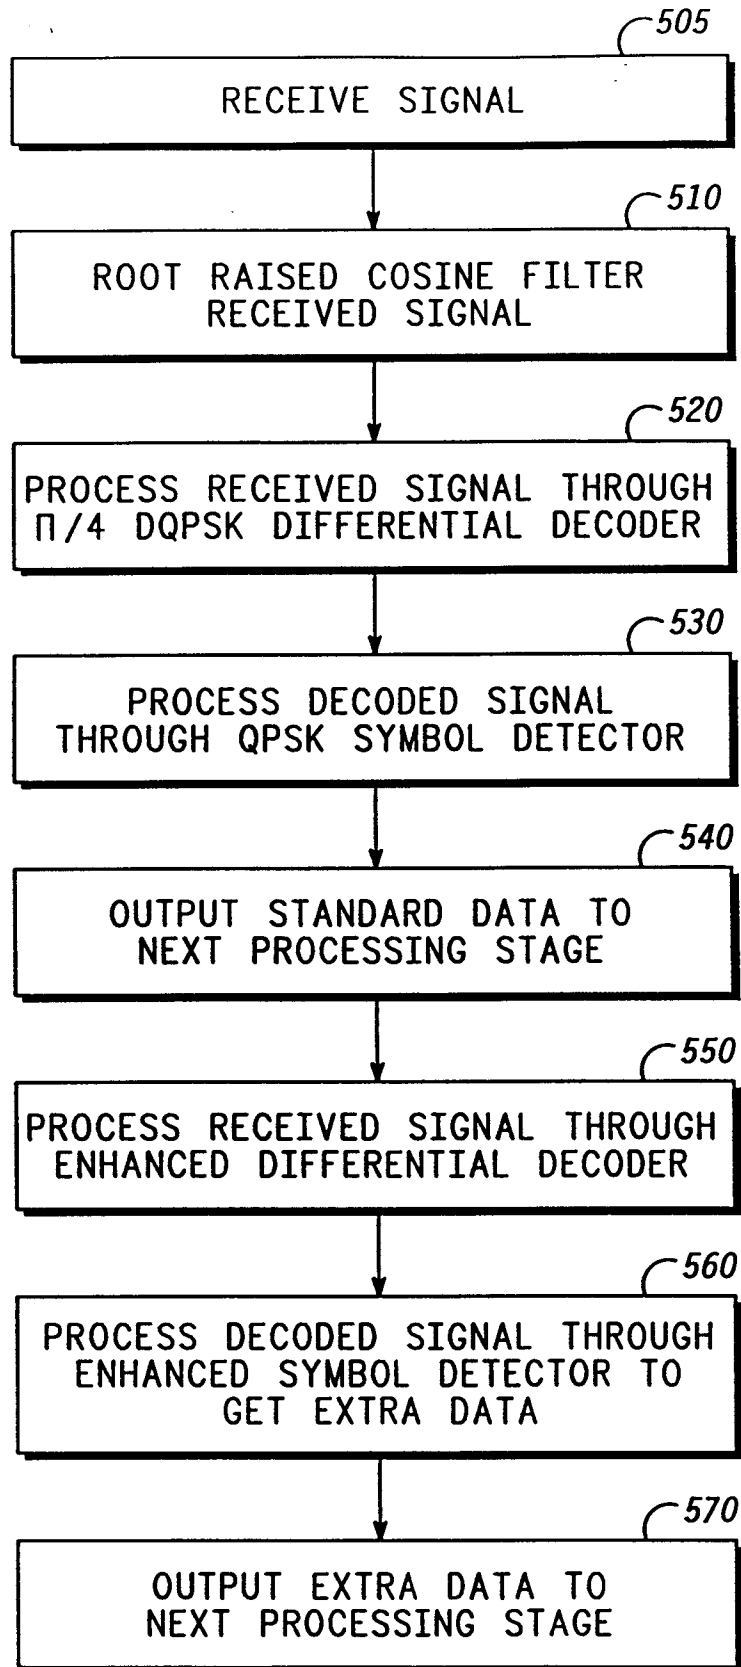 505
RECEIVE SIGNAL
510
ROOT RAISED COSINE FILTER
RECEIVED SIGNAL
520
PROCESS RECEIVED SIGNAL THROUGH
Π/4 DQPSK DIFFERENTIAL DECODER
530
PROCESS DECODED SIGNAL
THROUGH QPSK SYMBOL DETECTOR
540
OUTPUT STANDARD DATA TO
NEXT PROCESSING STAGE
550
PROCESS RECEIVED SIGNAL THROUGH
ENHANCED DIFFERENTIAL DECODER
560
PROCESS DECODED SIGNAL THROUGH
ENHANCED SYMBOL DETECTOR TO
GET EXTRA DATA
570
OUTPUT EXTRA DATA TO
NEXT PROCESSING STAGE